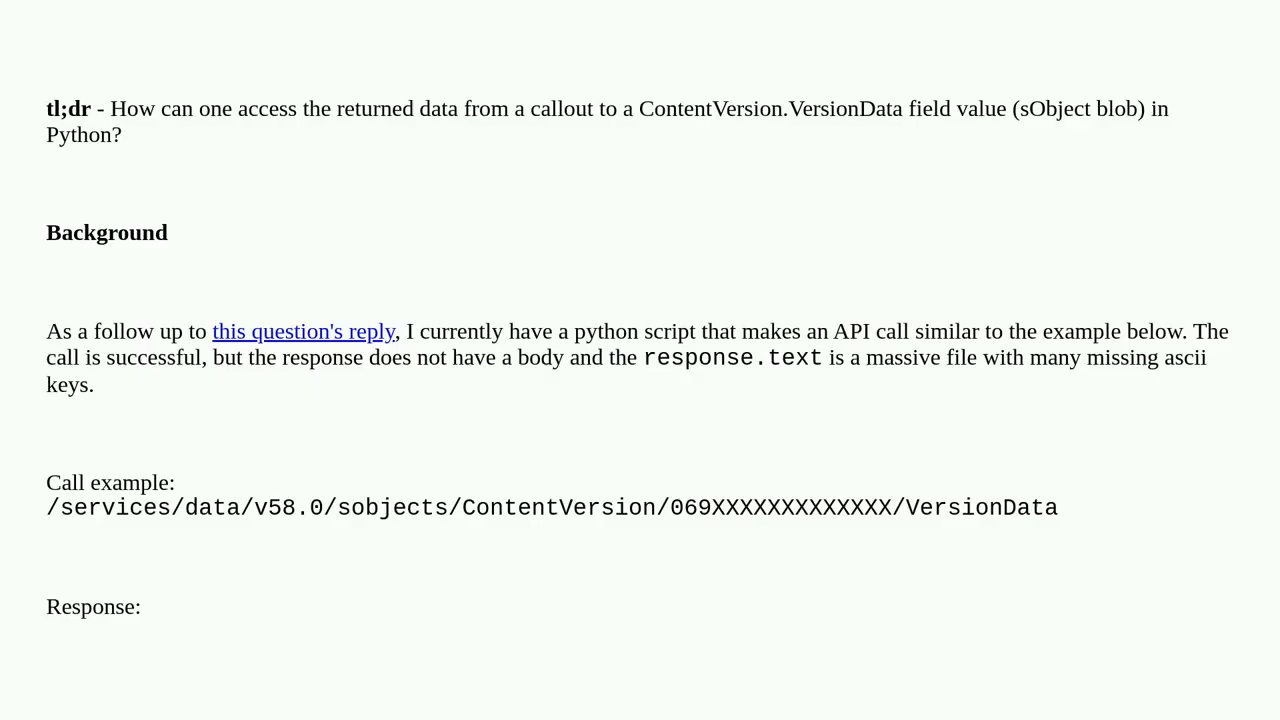 tl;dr - How can one access the returned data from a callout to a ContentVersion.VersionData field value (sObject blob) in
Python?
Background
As a follow up to this question's reply, I currently have a python script that makes an API call similar to the example below. The
call is successful, but the response does not have a body and the response.text is a massive file with many missing ascii
keys.
Call example:
/services/data/v58.0/sobjects/ContentVersion/069XXXXXXXXXXXXX/VersionData
Response: